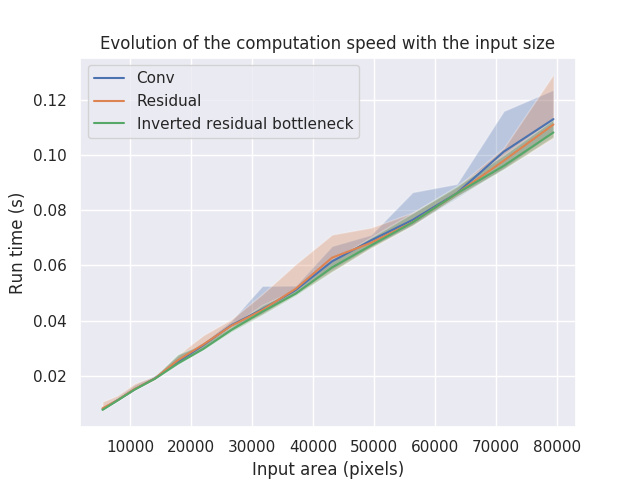 Evolution of the computation speed with the input size
Conv
Residual
Inverted residual bottleneck
Run time (s)
0.12
0.10
0.08
0.06
0.04
0.02
10000 20000 30000 40000 50000 60000 70000 80000
Input area (pixels)